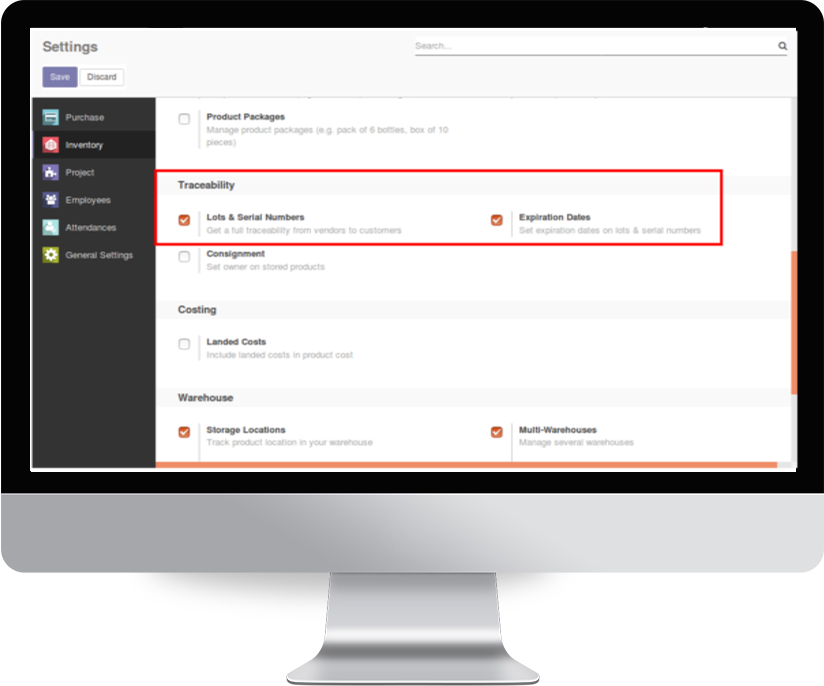 Settings
Search...
Save
Discard
Purchase
Inventory
Project
Employees
Attendances
General Settings
Product Packages
Manage product packages (e.g. pack of 6 bottles, box of 10
pieces)
Traceability
Lots & Serial Numbers
Get a full traceability from vendors to customers
Expiration Dates
Set expiration dates on lots & serial numbers
Consignment
Set owner on stored products
Costing
Landed Costs
Include landed costs in product cost
Warehouse
Storage Locations
Track product location in your warehouse
Multi-Warehouses
Manage several warehouses